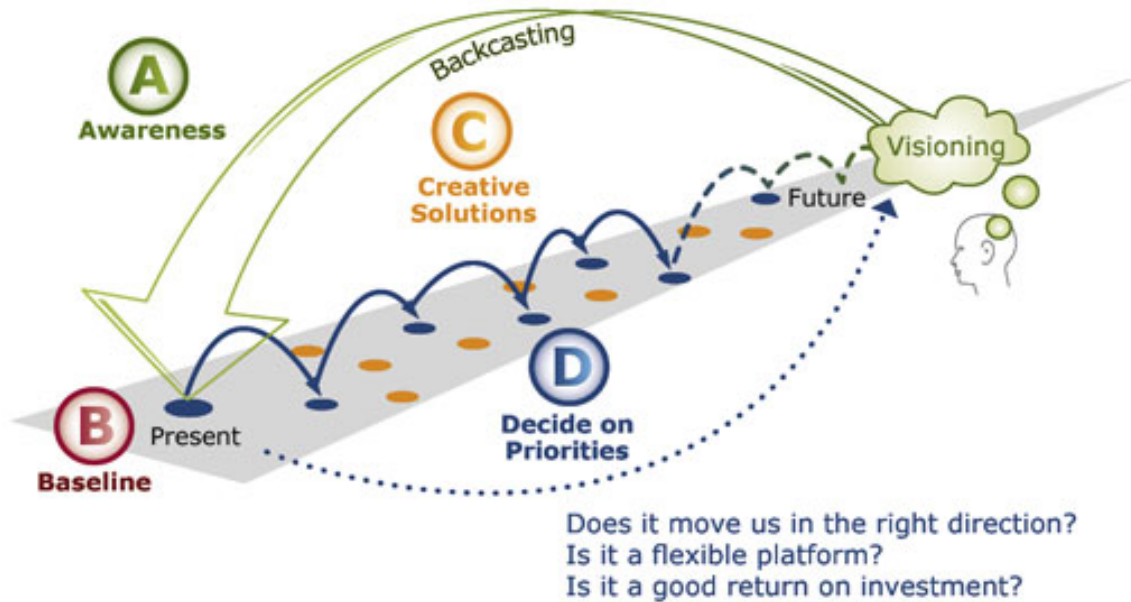 Backcasting
A
Awareness
C
Creative
Solutions
Visioning
Future
B
Present
Baseline
D
Decide on
Priorities
Does it move us in the right direction?
Is it a flexible platform?
Is it a good return on investment?